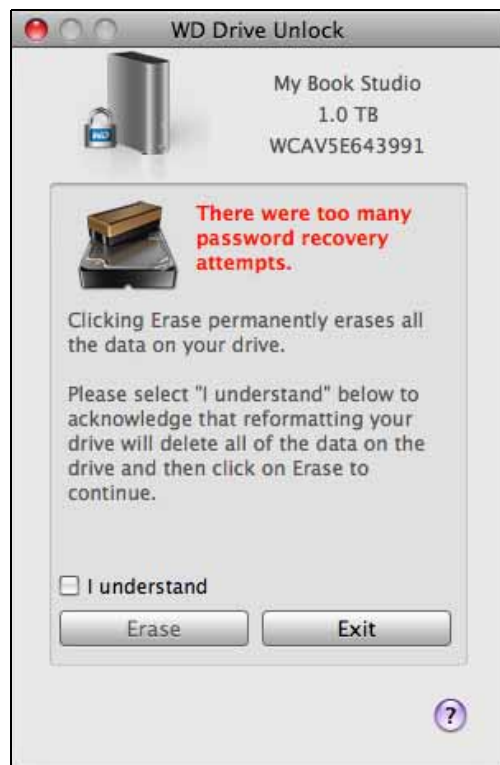 WD Drive Unlock
My Book Studio
1.0 TB
WCAV5E643991
WD
There were too many
password recovery
attempts.
Clicking Erase permanently erases all
the data on your drive.
Please select "I understand" below to
acknowledge that reformatting your
drive will delete all of the data on the
drive and then click on Erase to
continue.
I understand
Erase
Exit
?